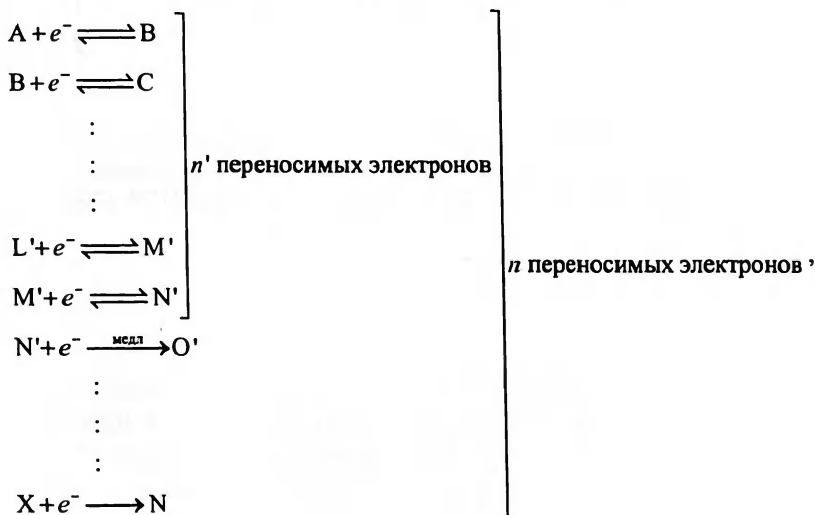 A + e⁻ ⇌ B
B + e⁻ ⇌ C
:
:
n' переносимых электронов
:
L' + e⁻ ⇌ M'
n переносимых электронов ,
M' + e⁻ ⇌ N'
N' + e⁻ —медл→ O'
:
:
:
X + e⁻ → N